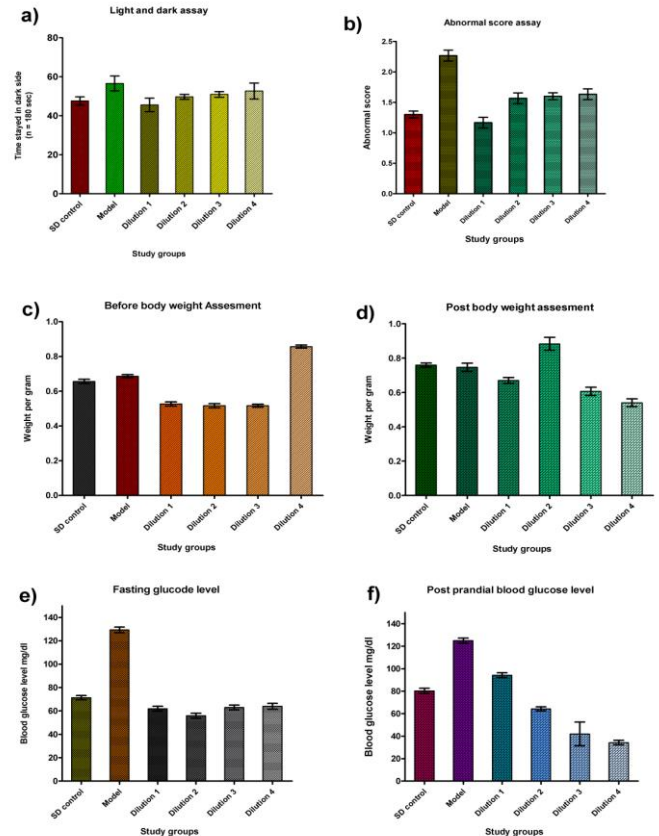 a)
Light and dark assay
Time stayed in dark side
(n = 180 sec)
80
60
40
20
0
SD control
Model
Dilution 1
Dilution 2
Dilution 3
Dilution 4
Study groups
b)
Abnormal score assay
Abnormal score
2.5
2.0
1.5
1.0
0.5
0.0
SD control
Model
Dilution 1
Dilution 2
Dilution 3
Dilution 4
Study groups
c)
Before body weight Assesment
Weight per gram
1.0
0.8
0.6
0.4
0.2
0.0
SD control
Model
Dilution 1
Dilution 2
Dilution 3
Dilution 4
Study groups
d)
Post body weight assesment
Weight per gram
1.0
0.8
0.6
0.4
0.2
0.0
SD control
Model
Dilution 1
Dilution 2
Dilution 3
Dilution 4
Study groups
e)
Fasting glucode level
Blood glucose level mg/dl
140
120
100
80
60
40
20
0
SD control
Model
Dilution 1
Dilution 2
Dilution 3
Dilution 4
Study groups
f)
Post prandial blood glucose level
Blood glucose level mg/dl
140
120
100
80
60
40
20
0
SD control
Model
Dilution 1
Dilution 2
Dilution 3
Dilution 4
Study groups